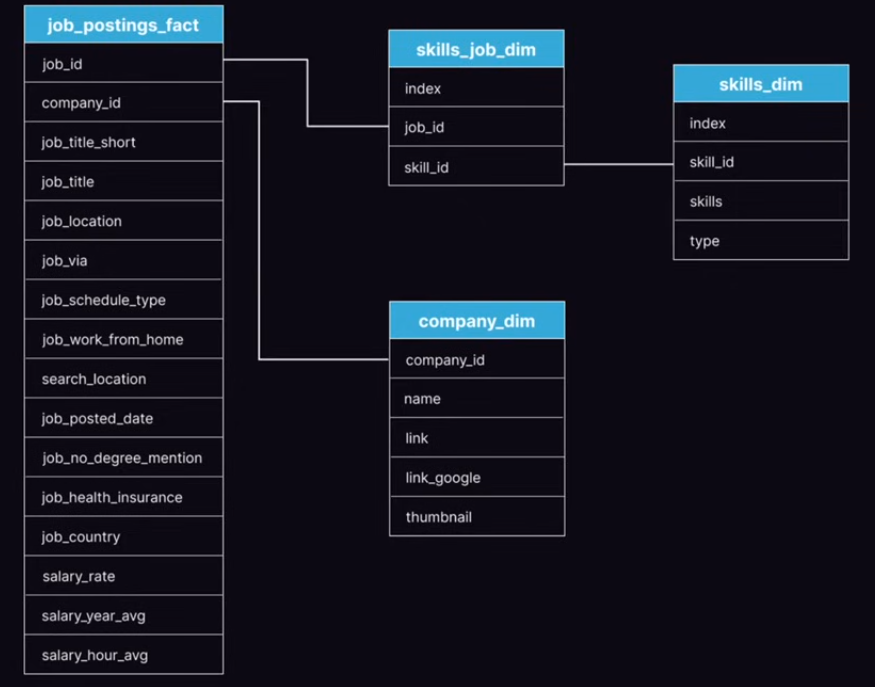 job_postings_fact
job_id
company_id
job_title_short
job_title
job_location
job_via
job_schedule_type
job_work_from_home
search_location
job_posted_date
job_no_degree_mention
job_health_insurance
job_country
salary_rate
salary_year_avg
salary_hour_avg
skills_job_dim
index
job_id
skill_id
skills_dim
index
skill_id
skills
type
company_dim
company_id
name
link
link_google
thumbnail